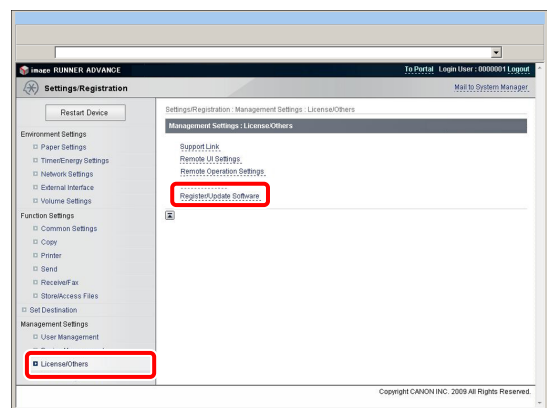 image RUNNER ADVANCE
To Portal Login User : 0000001 Logout
Settings/Registration
Mail to System Manager
Restart Device
Settings/Registration : Management Settings : License/Others
Management Settings : License/Others
Environment Settings
Paper Settings
Timer/Energy Settings
Network Settings
External Interface
Volume Settings
Function Settings
Common Settings
Copy
Printer
Send
Receive/Fax
Store/Access Files
Set Destination
Management Settings
User Management
License/Others
Support Link
Remote UI Settings
Remote Operation Settings
Register/Update Software
Copyright CANON INC. 2009 All Rights Reserved.